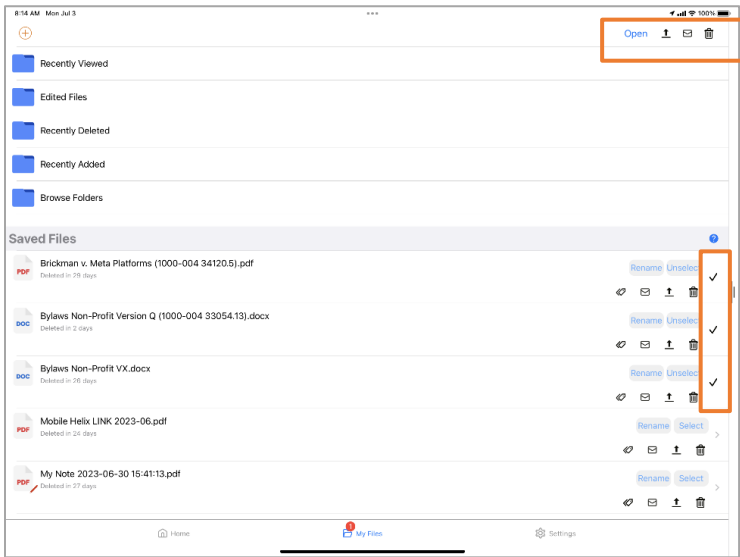 8:14 AM Mon Jul 3
100%
Open
Recently Viewed
Edited Files
Recently Deleted
Recently Added
Browse Folders
Saved Files
?
PDF
Brickman v. Meta Platforms (1000-004 34120.5).pdf
Deleted in 29 days
Rename Unselect
DOC
Bylaws Non-Profit Version Q (1000-004 33054.13).docx
Deleted in 2 days
Rename Unselect
DOC
Bylaws Non-Profit VX.docx
Deleted in 26 days
Rename Unselect
PDF
Mobile Helix LINK 2023-06.pdf
Deleted in 24 days
Rename Select
PDF
My Note 2023-06-30 15:41:13.pdf
Deleted in 27 days
Rename Select
Home
1
My Files
Settings